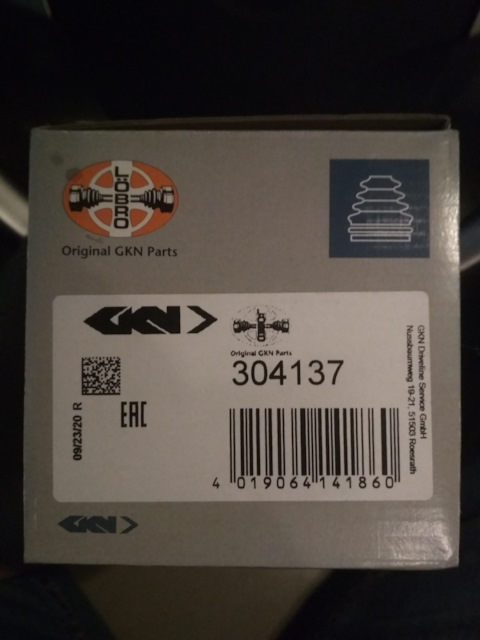 LÖBRO
Original GKN Parts
GKN
Original GKN Parts
304137
GKN Driveline Service GmbH
Nussbaumweg 19-21, 51503 Roesrath
09/23/20 R
EAC
4 019064 141860
GKN